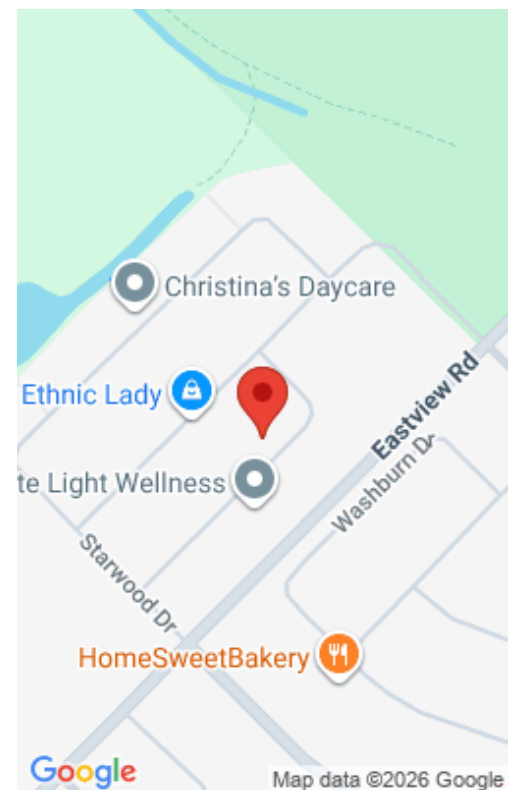 Christina's Daycare
Ethnic Lady
te Light Wellness
Eastview Rd
Washburn Dr
Starwood Dr
HomeSweetBakery
Google
Map data ©2026 Google